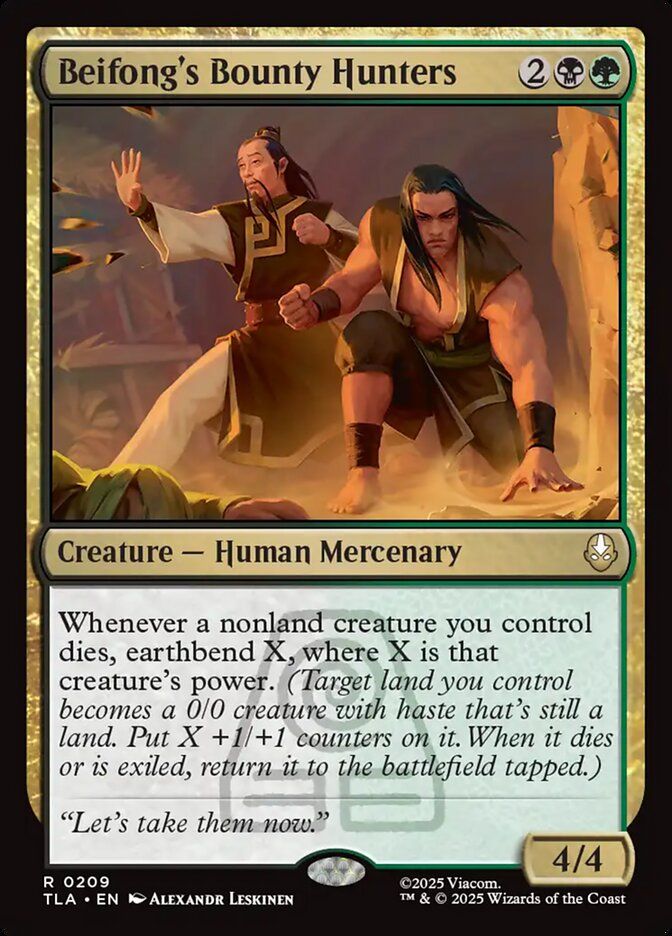 Beifong's Bounty Hunters 2
Creature — Human Mercenary
Whenever a nonland creature you control
dies, earthbend X, where X is that
creature's power. (Target land you control
becomes a 0/0 creature with haste that's still a
land. Put X +1/+1 counters on it. When it dies
or is exiled, return it to the battlefield tapped.)
“Let's take them now.”
4/4
R 0209
TLA • EN Alexandr Leskinen
©2025 Viacom.
™ & © 2025 Wizards of the Coast